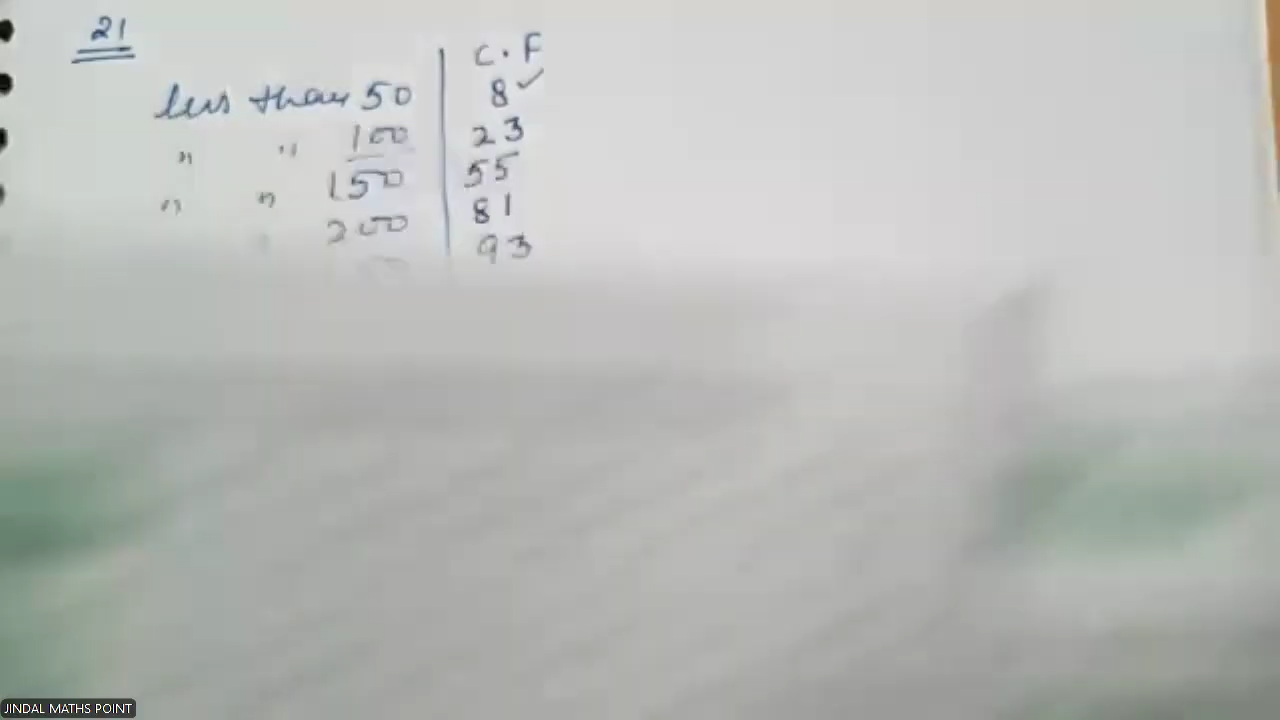 21
C.F
less than 50 8 ✓
" " 100 23
" " 150 55
200 81
93
JINDAL MATHS POINT